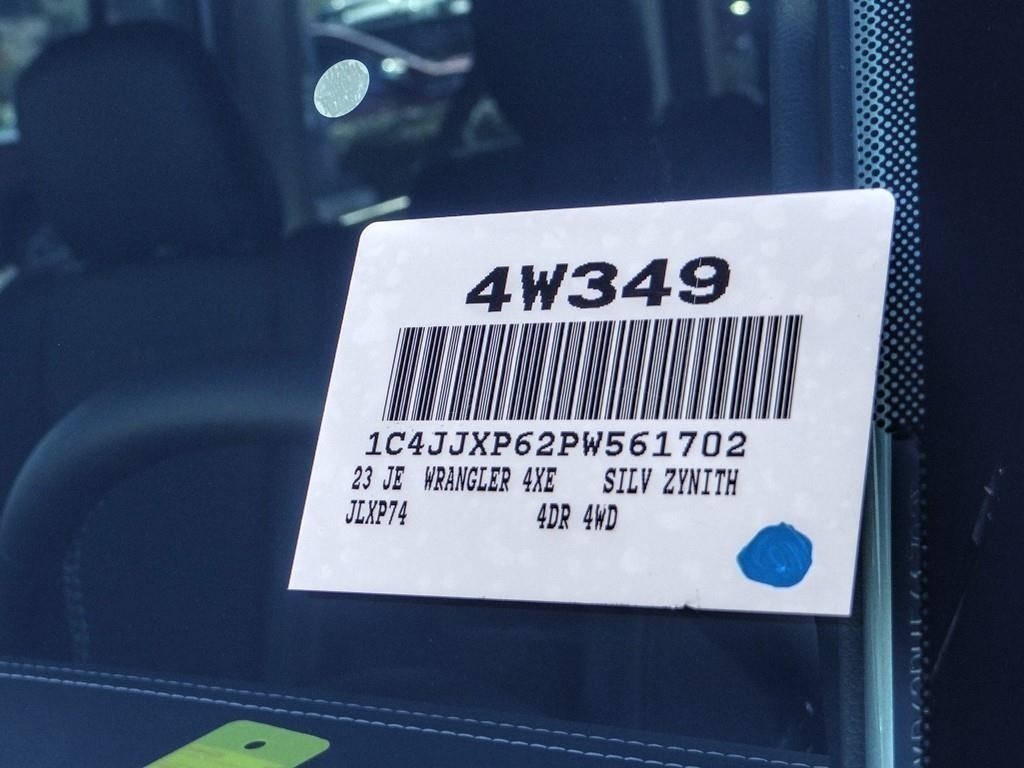 4W349
1C4JJXP62PW561702
23 JE WRANGLER 4XE SILV ZYNITH
JLXP74 4DR 4WD